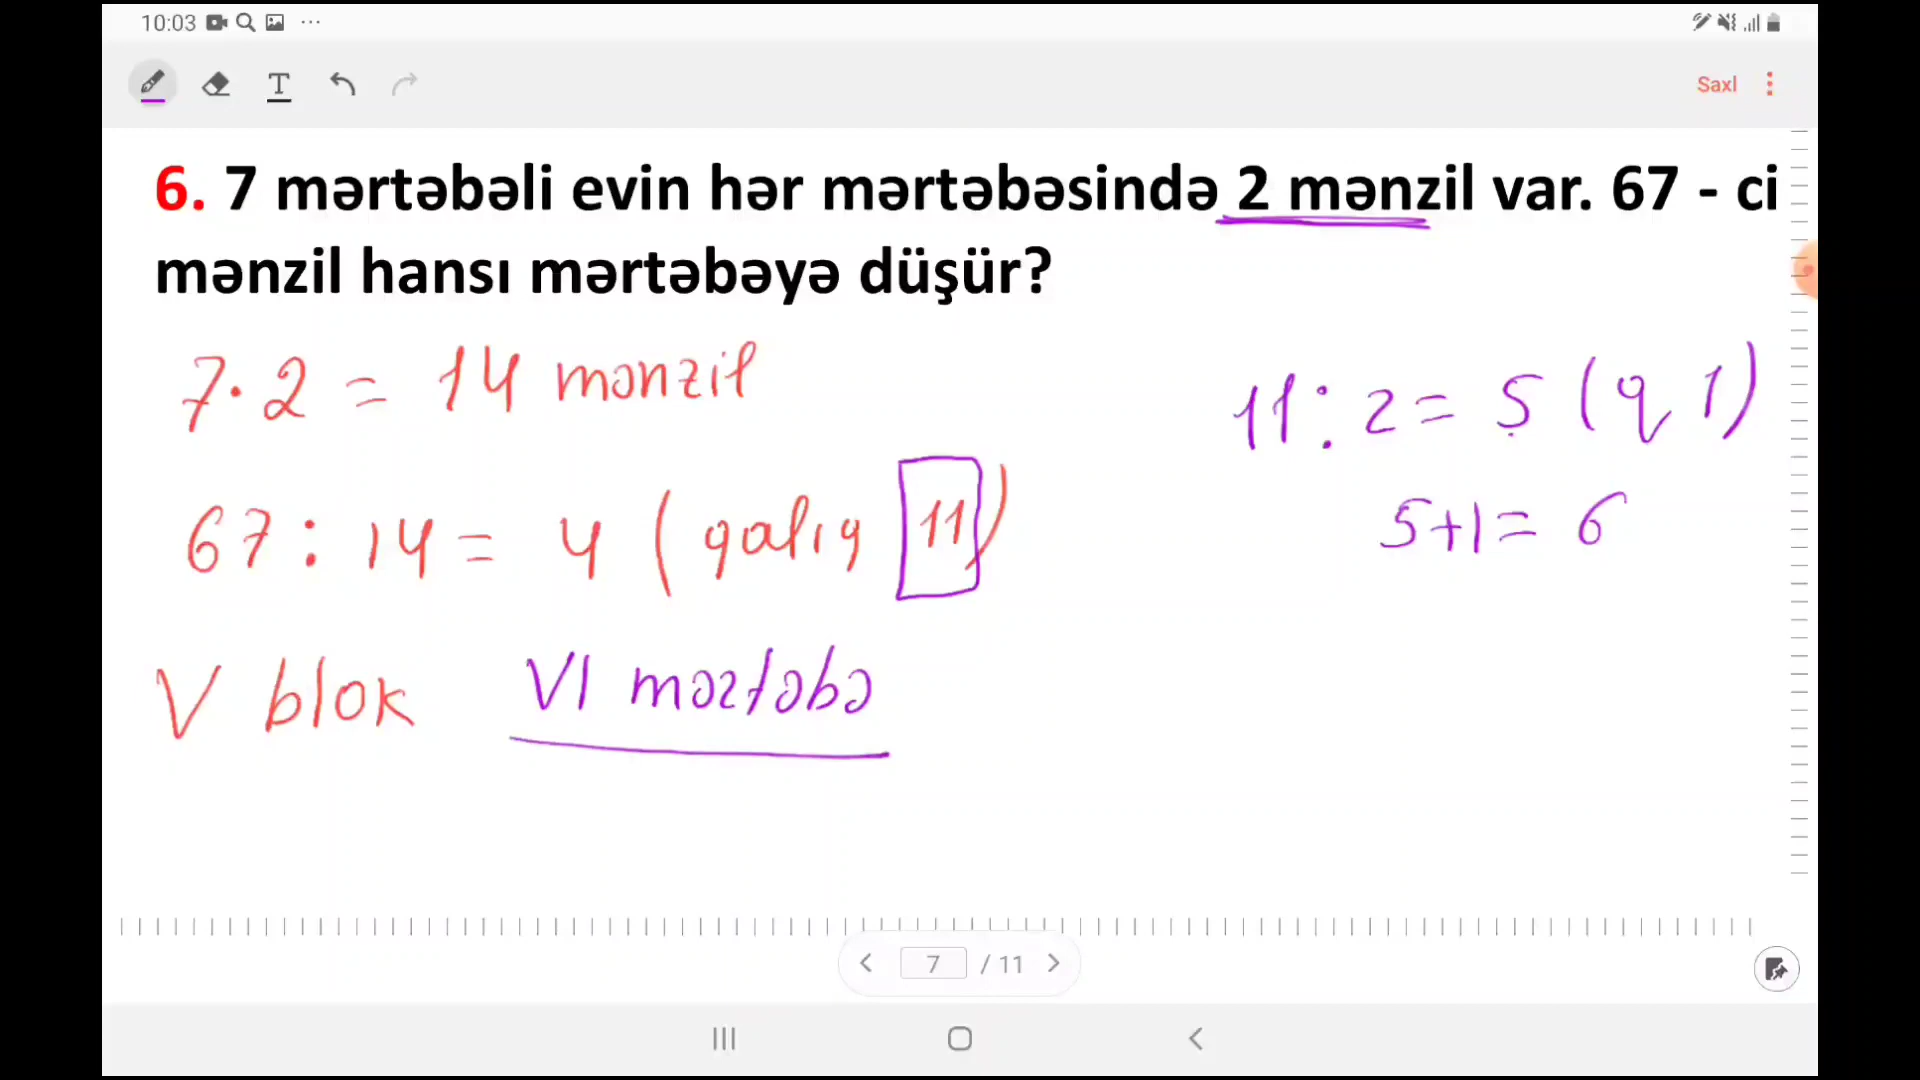 10:03
Saxl
6. 7 mərtəbəli evin hər mərtəbəsində 2 mənzil var. 67 - ci
mənzil hansı mərtəbəyə düşür?
7·2 = 14 mənzil
11 : 2 = 5 (q 1)
67 : 14 = 4 (qalıq 11)
5+1 = 6
V blok VI mərtəbə
7 / 11